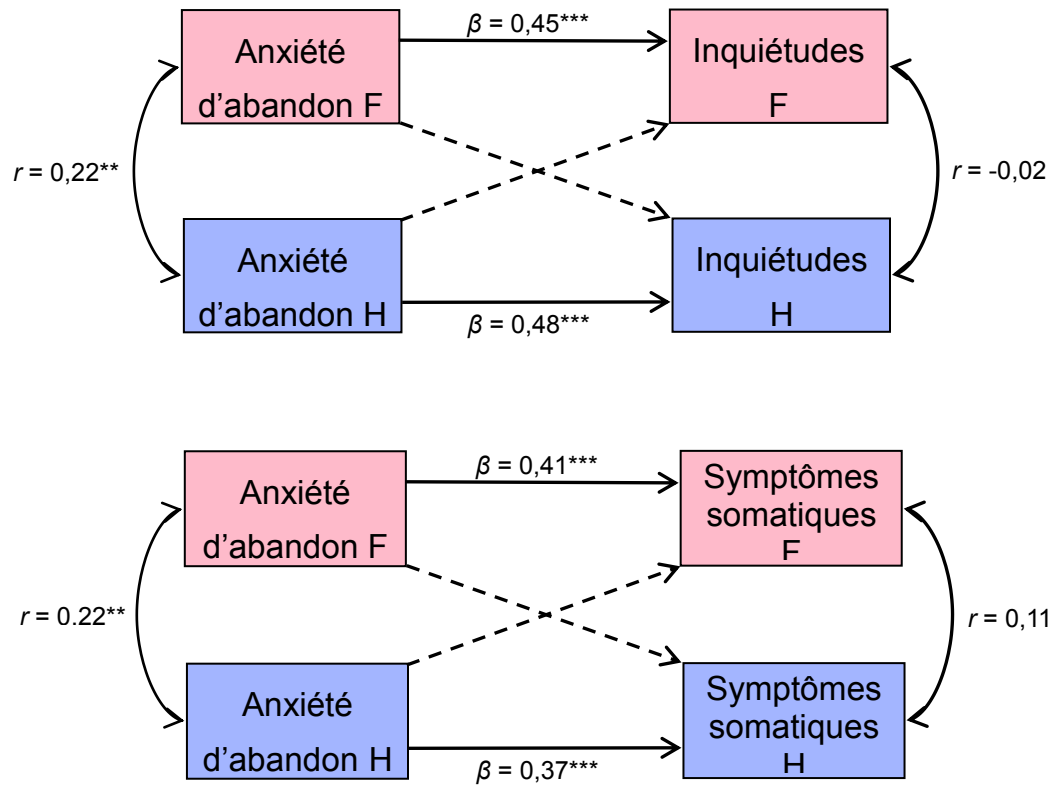 β = 0,45***
Anxiété
d’abandon F
Inquiétudes
F
r = 0,22**
r = -0,02
Anxiété
d’abandon H
Inquiétudes
H
β = 0,48***
β = 0,41***
Anxiété
d’abandon F
Symptômes
somatiques
F
r = 0.22**
r = 0,11
Anxiété
d’abandon H
Symptômes
somatiques
H
β = 0,37***